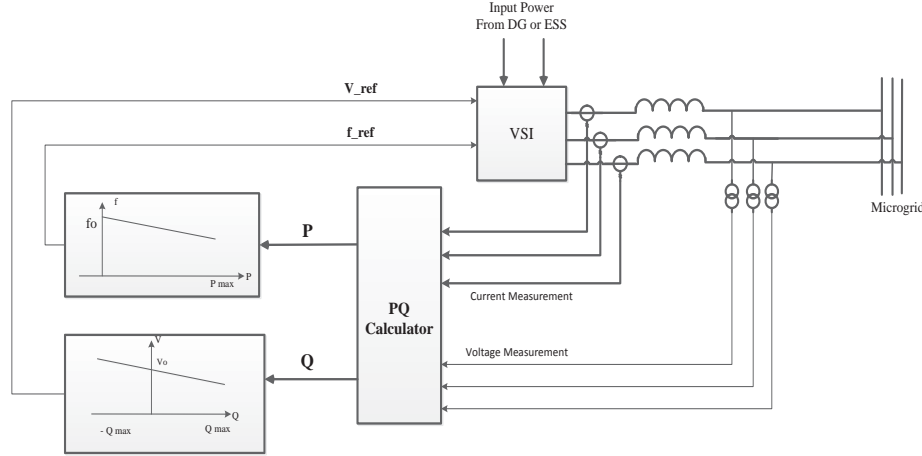 Input Power
From DG or ESS
V_ref
VSI
f_ref
Microgrid
f
fo
P max
P
P
Current Measurement
PQ
Calculator
Voltage Measurement
V
Vo
Q
- Q max
Q max
Q